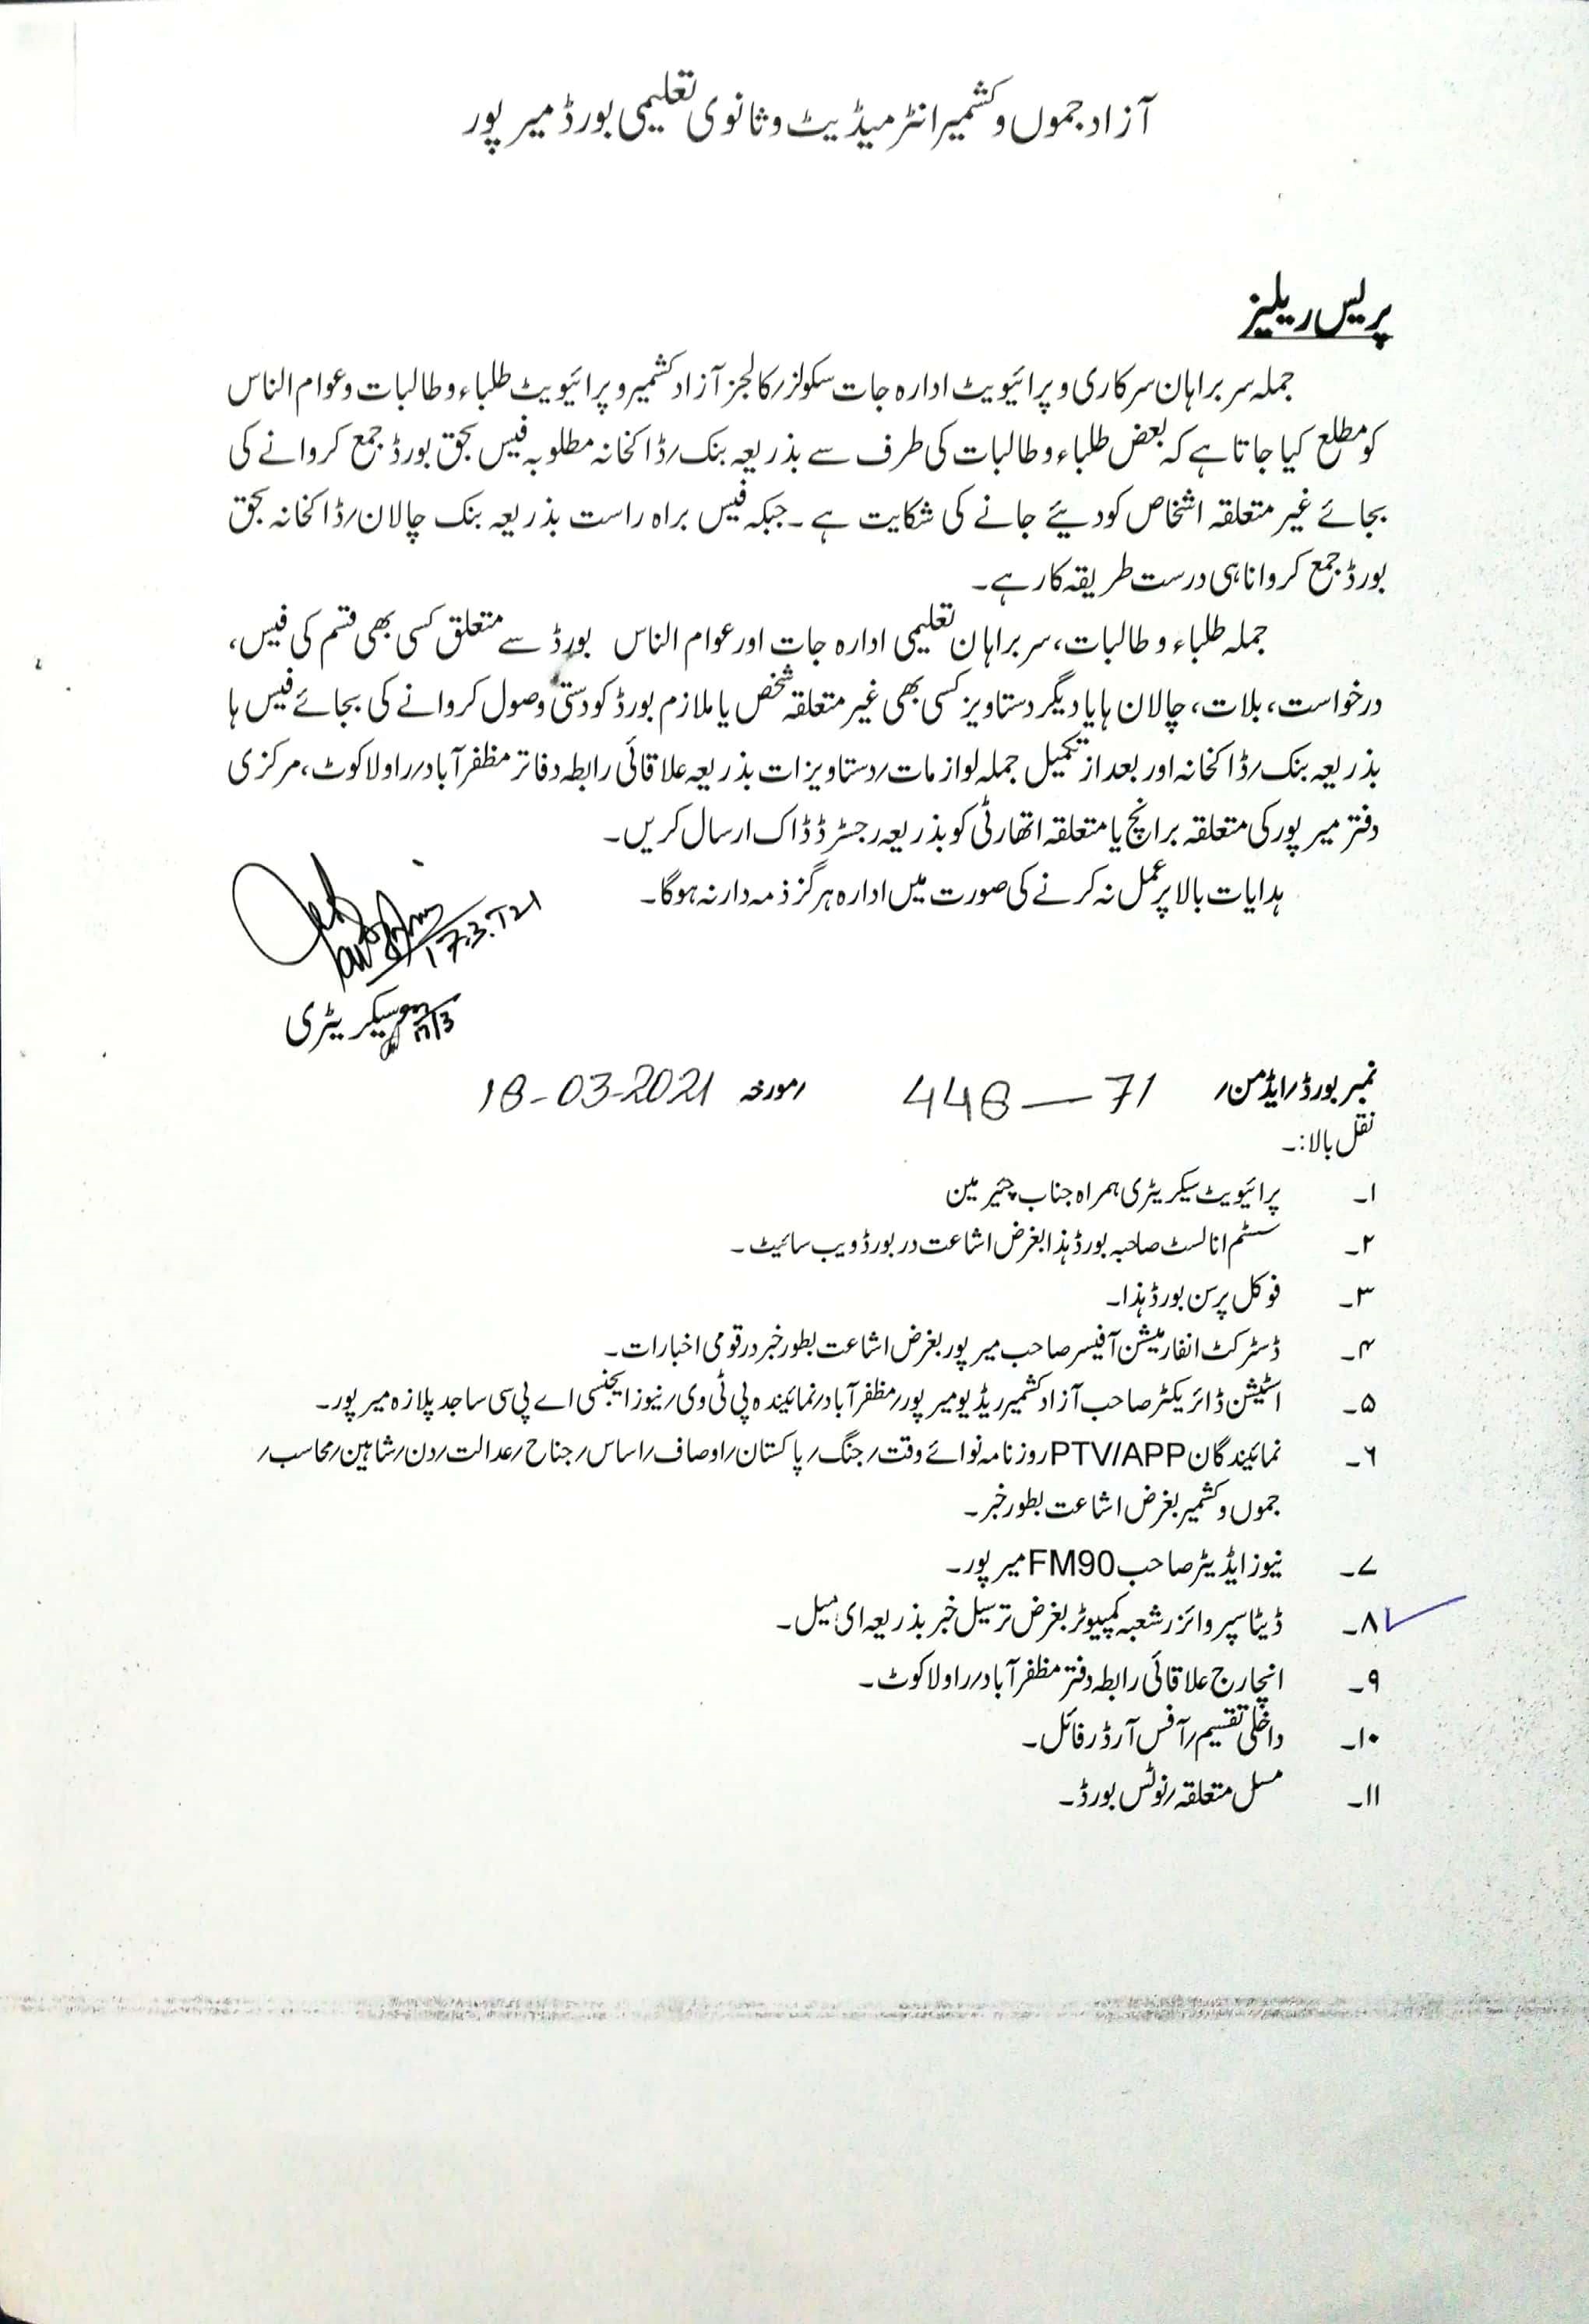 آزاد جموں و کشمیر انٹرمیڈیٹ و ثانوی تعلیمی بورڈ میرپور
پریس ریلیز
جملہ سربراہان سرکاری و پرائیویٹ ادارہ جات سکولز/کالجز آزاد کشمیر و پرائیویٹ طلباء و طالبات و عوام الناس
کو مطلع کیا جاتا ہے کہ بعض طلباء و طالبات کی طرف سے بذریعہ بنک/ڈاکخانہ مطلوبہ فیس بحق بورڈ جمع کروانے کی
بجائے غیر متعلقہ اشخاص کو دیئے جانے کی شکایت ہے۔ جبکہ فیس براہ راست بذریعہ بنک چالان/ڈاکخانہ بحق
بورڈ جمع کروانا ہی درست طریقہ کار ہے۔
جملہ طلباء و طالبات، سربراہان تعلیمی ادارہ جات اور عوام الناس بورڈ سے متعلق کسی بھی قسم کی فیس،
درخواست، بلات، چالان ہا یا دیگر دستاویز کسی بھی غیر متعلقہ شخص یا ملازم بورڈ کو دستی وصول کروانے کی بجائے فیس ہا
بذریعہ بنک/ڈاکخانہ اور بعد از تکمیل جملہ لوازمات/دستاویزات بذریعہ علاقائی رابطہ دفاتر مظفرآباد/راولاکوٹ، مرکزی
دفتر میرپور کی متعلقہ برانچ یا متعلقہ اتھارٹی کو بذریعہ رجسٹرڈ ڈاک ارسال کریں۔
ہدایات بالا پر عمل نہ کرنے کی صورت میں ادارہ ہرگز ذمہ دار نہ ہوگا۔
17.3.T21
سیکریٹری
17/3
نمبر بورڈ/ایڈمن/ 448—71 /مورخہ 18-03-2021
نقل بالا:۔
۱۔ پرائیویٹ سیکریٹری ہمراہ جناب چئیرمین
۲۔ سسٹم انالسٹ صاحبہ بورڈ ہذا بغرض اشاعت در بورڈ ویب سائیٹ۔
۳۔ فوکل پرسن بورڈ ہذا۔
۴۔ ڈسٹرکٹ انفارمیشن آفیسر صاحب میرپور بغرض اشاعت بطور خبر در قومی اخبارات۔
۵۔ اسٹیشن ڈائریکٹر صاحب آزاد کشمیر ریڈیو میرپور/مظفرآباد/نمائیندہ پی ٹی وی/نیوز ایجنسی اے پی سی ساجد پلازہ میرپور۔
۶۔ نمائیندگان PTV/APP روزنامہ نوائے وقت/جنگ/پاکستان/اوصاف/اساس/جناح/عدالت/دن/شاہین/محاسب/
جموں و کشمیر بغرض اشاعت بطور خبر۔
۷۔ نیوز ایڈیٹر صاحب FM90 میرپور۔
۸۔ ڈیٹا سپروائزر شعبہ کمپیوٹر بغرض ترسیل خبر بذریعہ ای میل۔
۹۔ انچارج علاقائی رابطہ دفتر مظفرآباد/راولاکوٹ۔
۱۰۔ داخلی تقسیم/آفس آرڈر فائل۔
۱۱۔ مسل متعلقہ/نوٹس بورڈ۔